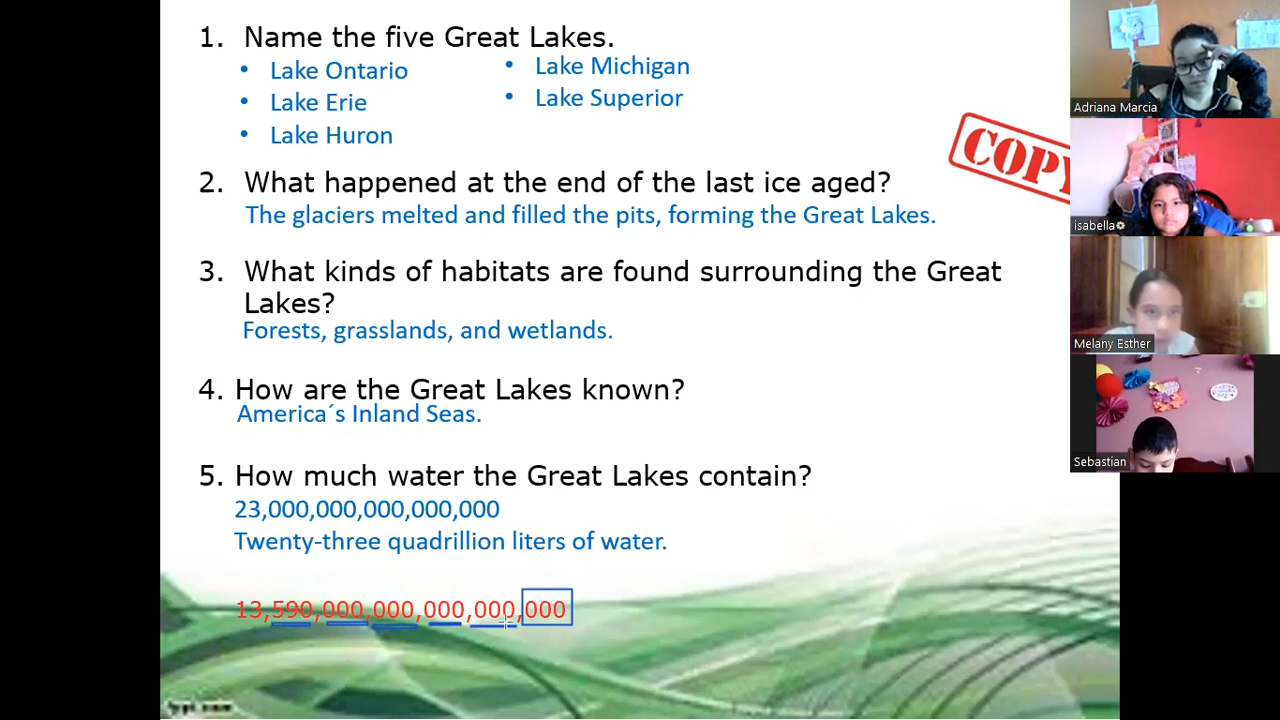 1. Name the five Great Lakes.
• Lake Ontario
• Lake Erie
• Lake Huron
• Lake Michigan
• Lake Superior
COPY
2. What happened at the end of the last ice aged?
The glaciers melted and filled the pits, forming the Great Lakes.
3. What kinds of habitats are found surrounding the Great
Lakes?
Forests, grasslands, and wetlands.
4. How are the Great Lakes known?
America´s Inland Seas.
5. How much water the Great Lakes contain?
23,000,000,000,000,000
Twenty-three quadrillion liters of water.
13,590,000,000,000,000,000
Adriana Marcia
isabella
Melany Esther
Sebastian